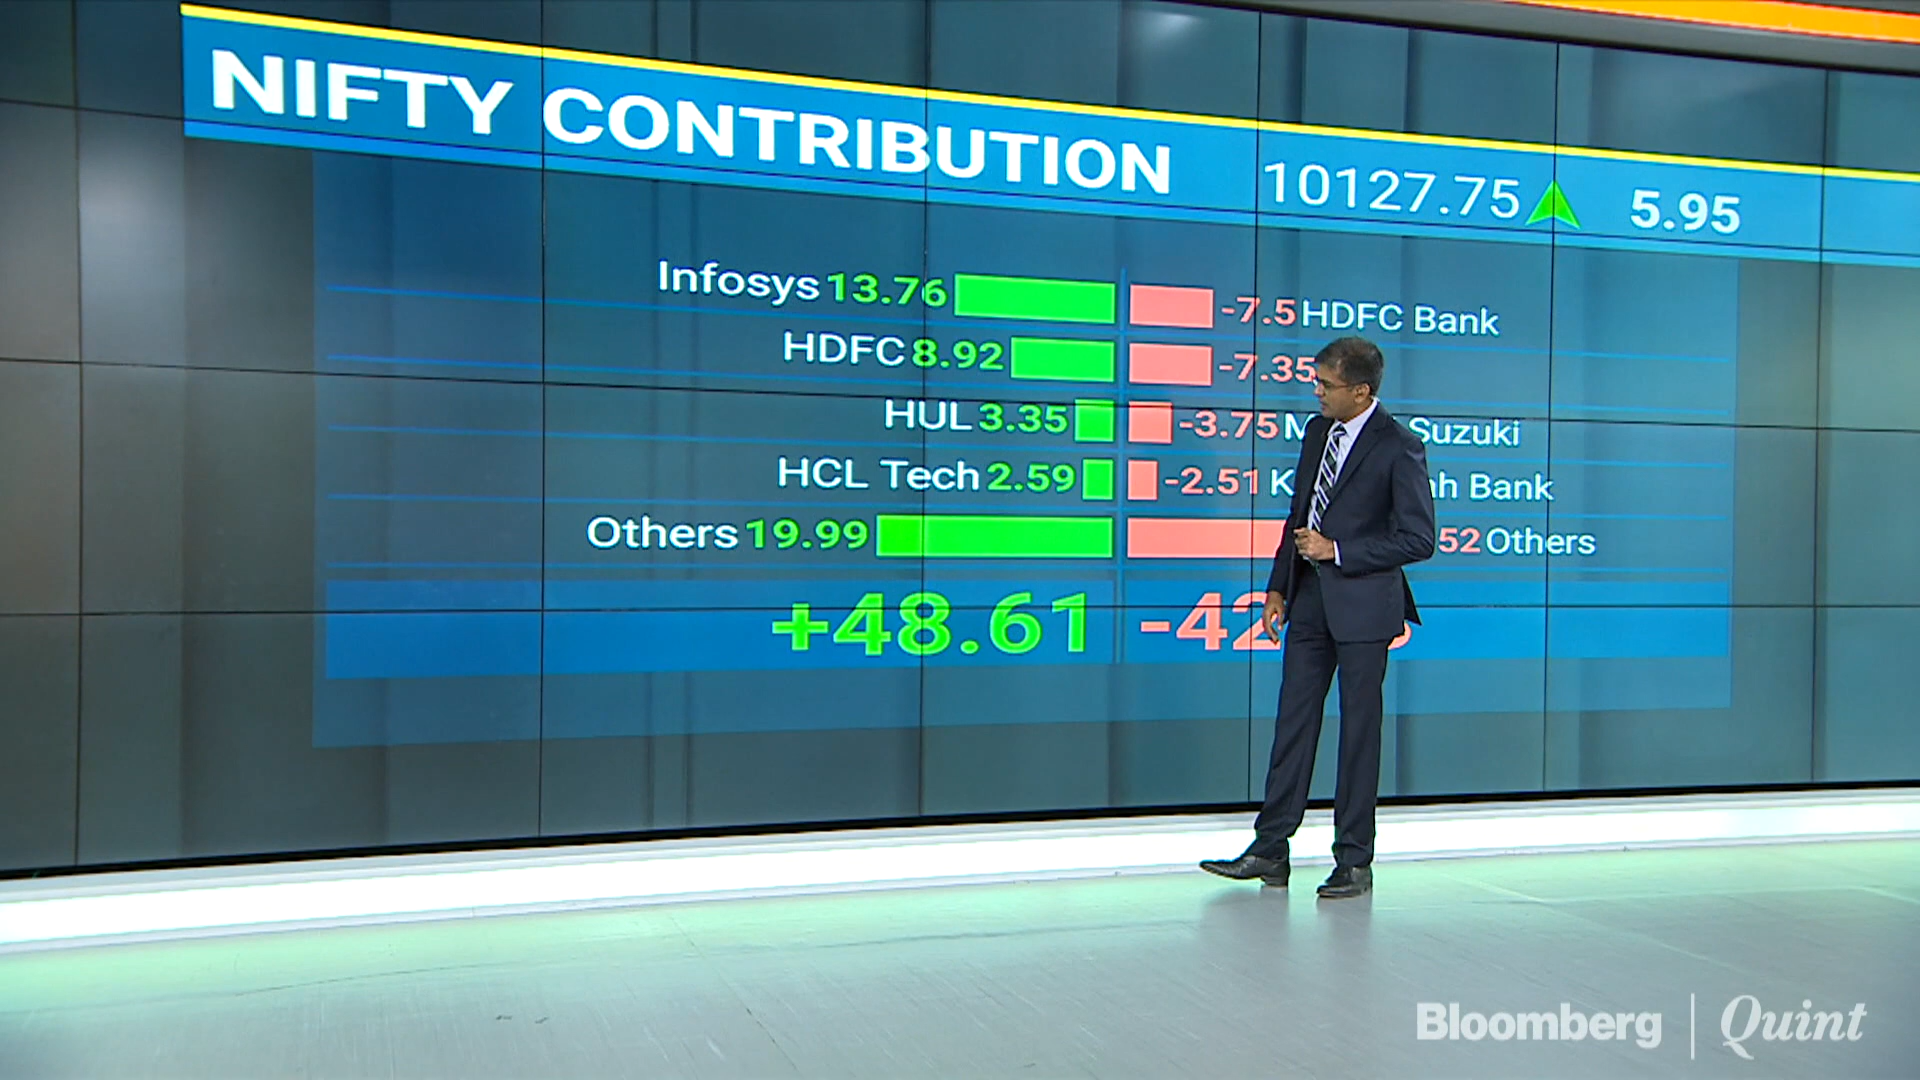 NIFTY CONTRIBUTION 10127.75 5.95
Infosys 13.76 -7.5 HDFC Bank
HDFC 8.92 -7.35
HUL 3.35 -3.75 Suzuki
HCL Tech 2.59 -2.51 Bank
Others 19.99 52 Others
+48.61 -42
Bloomberg | Quint